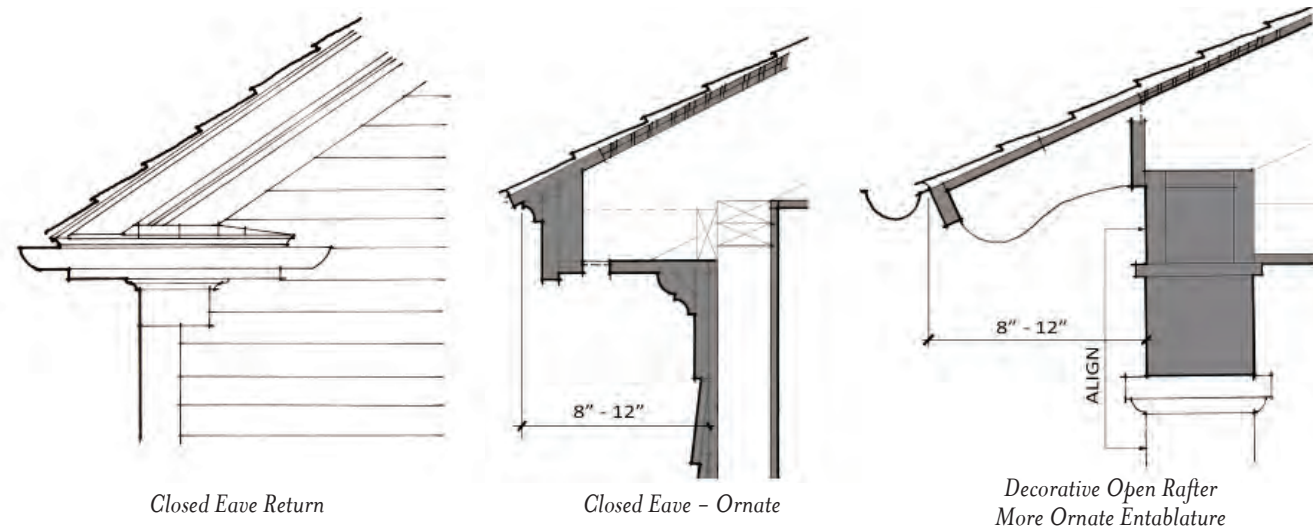 8" - 12"
8" - 12"
ALIGN
Closed Eave Return
Closed Eave – Ornate
Decorative Open Rafter
More Ornate Entablature